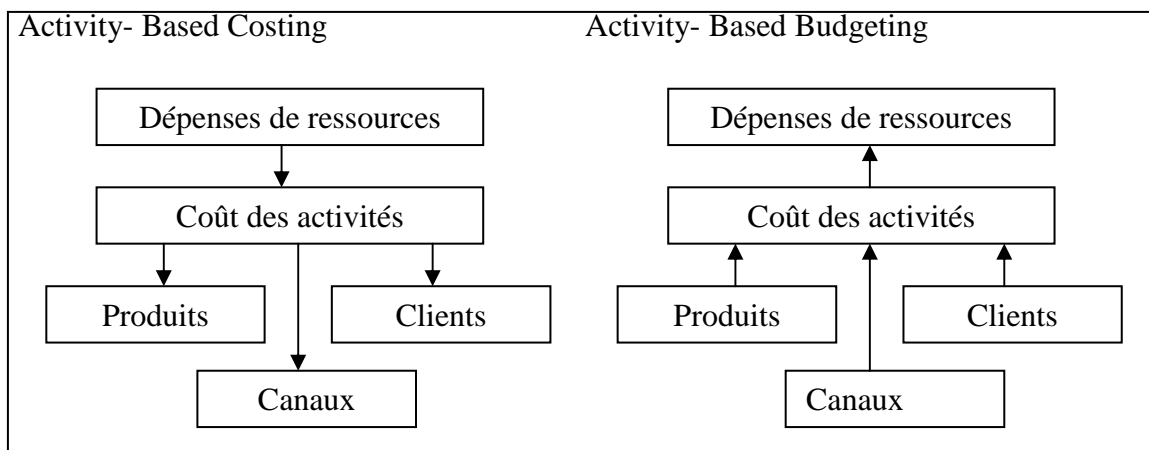 Activity- Based Costing
Activity- Based Budgeting
Dépenses de ressources
Dépenses de ressources
Coût des activités
Coût des activités
Produits
Clients
Produits
Clients
Canaux
Canaux